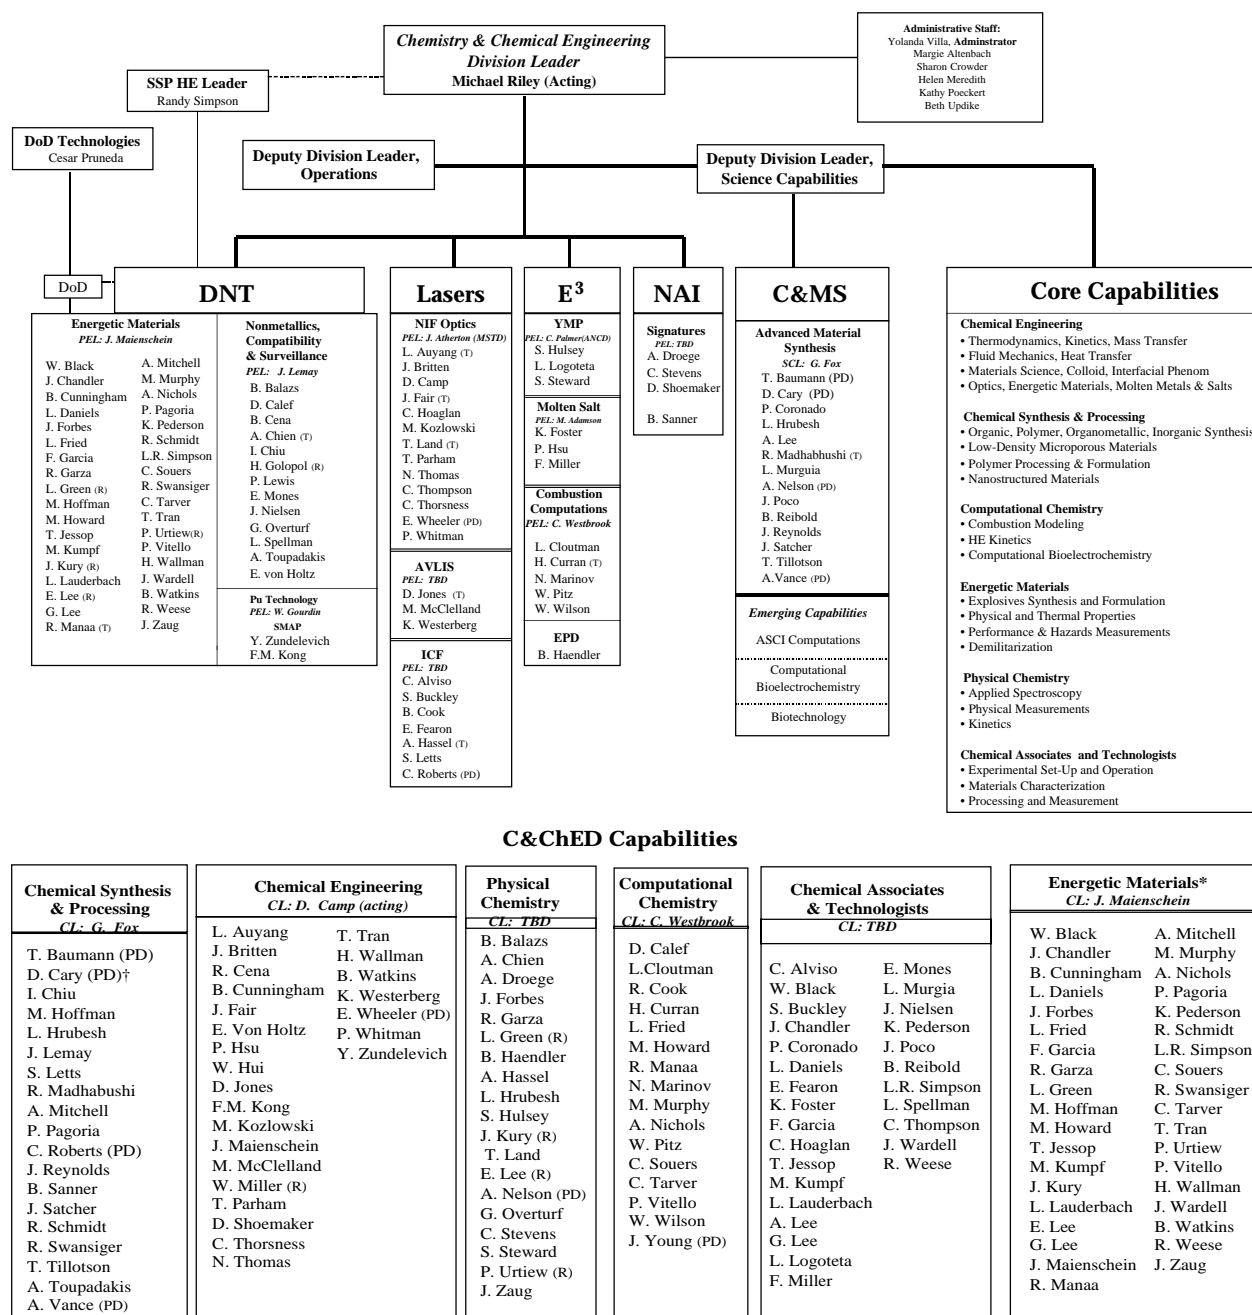 Chemistry & Chemical Engineering
Division Leader
Michael Riley (Acting)
Administrative Staff:
Yolanda Villa, Adminstrator
Margie Altenbach
Sharon Crowder
Helen Meredith
Kathy Poeckert
Beth Updike
SSP HE Leader
Randy Simpson
DoD Technologies
Cesar Pruneda
Deputy Division Leader,
Operations
Deputy Division Leader,
Science Capabilities
DoD
DNT
Energetic Materials
PEL: J. Maienschein
W. Black
J. Chandler
B. Cunningham
L. Daniels
J. Forbes
L. Fried
F. Garcia
R. Garza
L. Green (R)
M. Hoffman
M. Howard
T. Jessop
M. Kumpf
J. Kury (R)
L. Lauderbach
E. Lee (R)
G. Lee
R. Manaa (T)
A. Mitchell
M. Murphy
A. Nichols
P. Pagoria
K. Pederson
R. Schmidt
L.R. Simpson
C. Souers
R. Swansiger
C. Tarver
T. Tran
P. Urtiew(R)
P. Vitello
H. Wallman
J. Wardell
B. Watkins
R. Weese
J. Zaug
Nonmetallics,
Compatibility
& Surveillance
PEL: J. Lemay
B. Balazs
D. Calef
B. Cena
A. Chien (T)
I. Chiu
H. Golopol (R)
P. Lewis
E. Mones
J. Nielsen
G. Overturf
L. Spellman
A. Toupadakis
E. von Holtz
Pu Technology
PEL: W. Gourdin
SMAP
Y. Zundelevich
F.M. Kong
Lasers
NIF Optics
PEL: J. Atherton (MSTD)
L. Auyang (T)
J. Britten
D. Camp
J. Fair (T)
C. Hoaglan
M. Kozlowski
T. Land (T)
T. Parham
N. Thomas
C. Thompson
C. Thorsness
E. Wheeler (PD)
P. Whitman
AVLIS
PEL: TBD
D. Jones (T)
M. McClelland
K. Westerberg
ICF
PEL: TBD
C. Alviso
S. Buckley
B. Cook
E. Fearon
A. Hassel (T)
S. Letts
C. Roberts (PD)
E3
YMP
PEL: C. Palmer(ANCD)
S. Hulsey
L. Logoteta
S. Steward
Molten Salt
PEL: M. Adamson
K. Foster
P. Hsu
F. Miller
Combustion
Computations
PEL: C. Westbrook
L. Cloutman
H. Curran (T)
N. Marinov
W. Pitz
W. Wilson
EPD
B. Haendler
NAI
Signatures
PEL: TBD
A. Droege
C. Stevens
D. Shoemaker
B. Sanner
C&MS
Advanced Material
Synthesis
SCL: G. Fox
T. Baumann (PD)
D. Cary (PD)
P. Coronado
L. Hrubesh
A. Lee
R. Madhabhushi (T)
L. Murguia
A. Nelson (PD)
J. Poco
B. Reibold
J. Reynolds
J. Satcher
T. Tillotson
A.Vance (PD)
Emerging Capabilities
ASCI Computations
Computational
Bioelectrochemistry
Biotechnology
Core Capabilities
Chemical Engineering
• Thermodynamics, Kinetics, Mass Transfer
• Fluid Mechanics, Heat Transfer
• Materials Science, Colloid, Interfacial Phenom
• Optics, Energetic Materials, Molten Metals & Salts
Chemical Synthesis & Processing
• Organic, Polymer, Organometallic, Inorganic Synthesis
• Low-Density Microporous Materials
• Polymer Processing & Formulation
• Nanostructured Materials
Computational Chemistry
• Combustion Modeling
• HE Kinetics
• Computational Bioelectrochemistry
Energetic Materials
• Explosives Synthesis and Formulation
• Physical and Thermal Properties
• Performance & Hazards Measurements
• Demilitarization
Physical Chemistry
• Applied Spectroscopy
• Physical Measurements
• Kinetics
Chemical Associates and Technologists
• Experimental Set-Up and Operation
• Materials Characterization
• Processing and Measurement
C&ChED Capabilities
Chemical Synthesis
& Processing
CL: G. Fox
T. Baumann (PD)
D. Cary (PD)†
I. Chiu
M. Hoffman
L. Hrubesh
J. Lemay
S. Letts
R. Madhabushi
A. Mitchell
P. Pagoria
C. Roberts (PD)
J. Reynolds
B. Sanner
J. Satcher
R. Schmidt
R. Swansiger
T. Tillotson
A. Toupadakis
A. Vance (PD)
Chemical Engineering
CL: D. Camp (acting)
L. Auyang
J. Britten
R. Cena
B. Cunningham
J. Fair
E. Von Holtz
P. Hsu
W. Hui
D. Jones
F.M. Kong
M. Kozlowski
J. Maienschein
M. McClelland
W. Miller (R)
T. Parham
D. Shoemaker
C. Thorsness
N. Thomas
T. Tran
H. Wallman
B. Watkins
K. Westerberg
E. Wheeler (PD)
P. Whitman
Y. Zundelevich
Physical
Chemistry
CL: TBD
B. Balazs
A. Chien
A. Droege
J. Forbes
R. Garza
L. Green (R)
B. Haendler
A. Hassel
L. Hrubesh
S. Hulsey
J. Kury (R)
T. Land
E. Lee (R)
A. Nelson (PD)
G. Overturf
C. Stevens
S. Steward
P. Urtiew (R)
J. Zaug
Computational
Chemistry
CL: C. Westbrook
D. Calef
L.Cloutman
R. Cook
H. Curran
L. Fried
M. Howard
R. Manaa
N. Marinov
M. Murphy
A. Nichols
W. Pitz
C. Souers
C. Tarver
P. Vitello
W. Wilson
J. Young (PD)
Chemical Associates
& Technologists
CL: TBD
C. Alviso
W. Black
S. Buckley
J. Chandler
P. Coronado
L. Daniels
E. Fearon
K. Foster
F. Garcia
C. Hoaglan
T. Jessop
M. Kumpf
L. Lauderbach
A. Lee
G. Lee
L. Logoteta
F. Miller
E. Mones
L. Murgia
J. Nielsen
K. Pederson
J. Poco
B. Reibold
L.R. Simpson
L. Spellman
C. Thompson
J. Wardell
R. Weese
Energetic Materials*
CL: J. Maienschein
W. Black
J. Chandler
B. Cunningham
L. Daniels
J. Forbes
L. Fried
F. Garcia
R. Garza
L. Green
M. Hoffman
M. Howard
T. Jessop
M. Kumpf
J. Kury
L. Lauderbach
E. Lee
G. Lee
J. Maienschein
R. Manaa
A. Mitchell
M. Murphy
A. Nichols
P. Pagoria
K. Pederson
R. Schmidt
L.R. Simpson
C. Souers
R. Swansiger
C. Tarver
T. Tran
P. Urtiew
P. Vitello
H. Wallman
J. Wardell
B. Watkins
R. Weese
J. Zaug